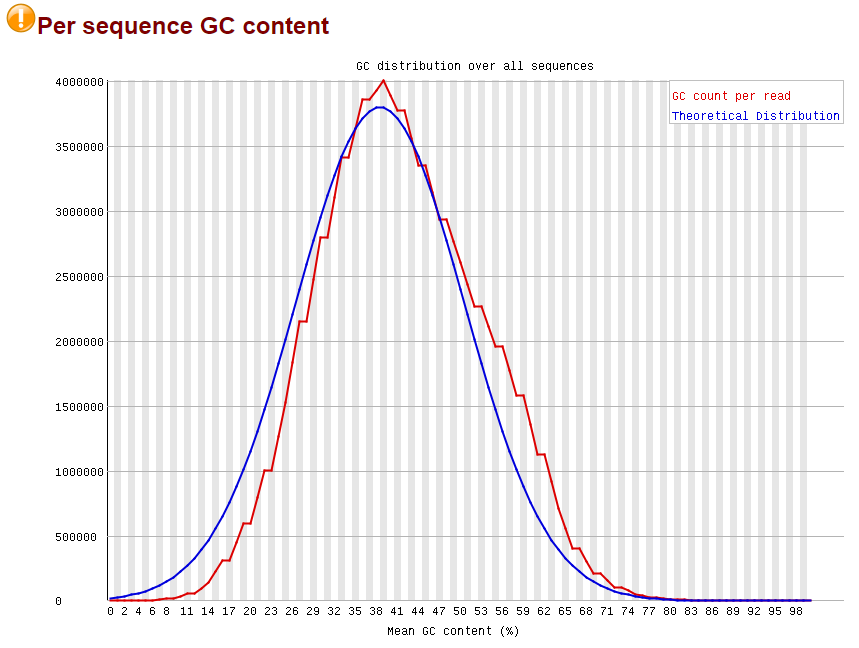 Per sequence GC content
GC distribution over all sequences
GC count per read
Theoretical Distribution
4000000
3500000
3000000
2500000
2000000
1500000
1000000
500000
0
0 2 4 6 8 11 14 17 20 23 26 29 32 35 38 41 44 47 50 53 56 59 62 65 68 71 74 77 80 83 86 89 92 95 98
Mean GC content (%)